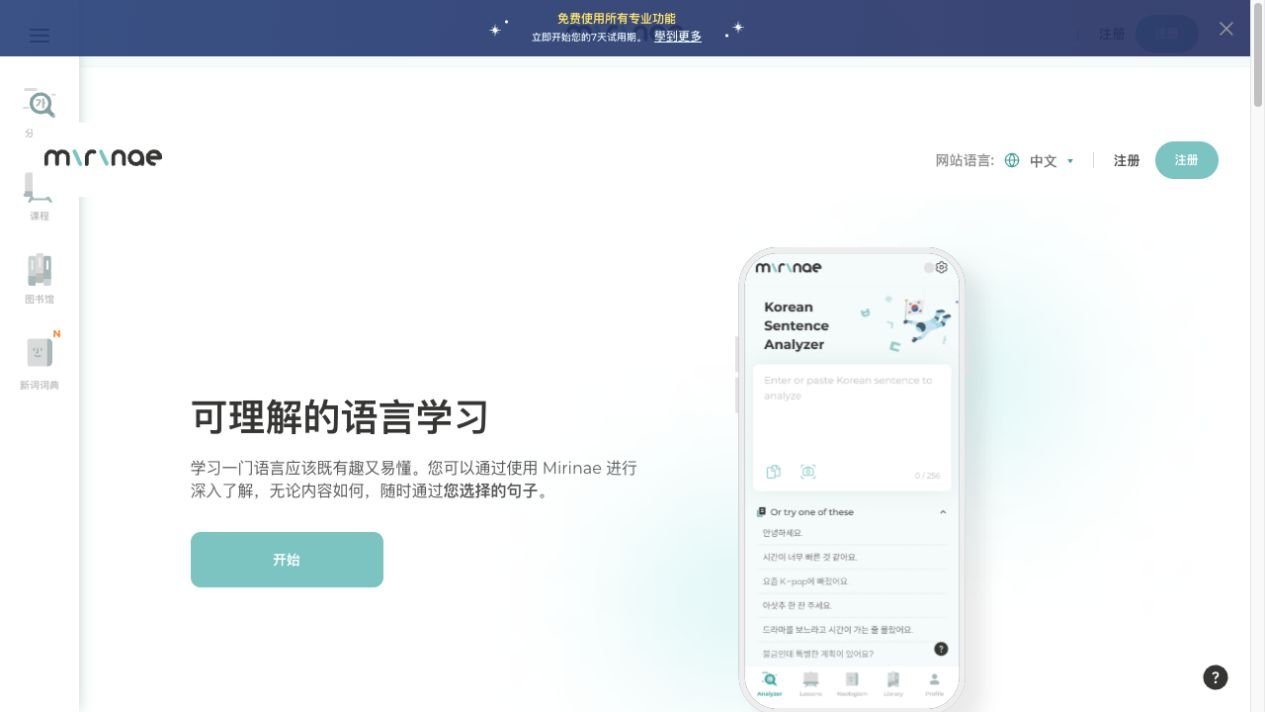 免费使用所有专业功能
立即开始您的7天试用期。 學到更多
分
mirinae
网站语言: 中文 注册 注册
课程
图书馆
N
新词词典
可理解的语言学习
学习一门语言应该既有趣又易懂。您可以通过使用 Mirinae 进行
深入了解，无论内容如何，随时通过您选择的句子。
开始
mirinae
Korean
Sentence
Analyzer
Enter or paste Korean sentence to
analyze
0 / 256
Or try one of these
안녕하세요.
시간이 너무 빠른 것 같아요.
요즘 K-pop에 빠졌어요.
아샷추 한 잔 주세요.
드라마를 보느라고 시간이 가는 줄 몰랐어요.
불금인데 특별한 계획이 있어요?
?
Analyzer Lessons Neologism Library Profile
?